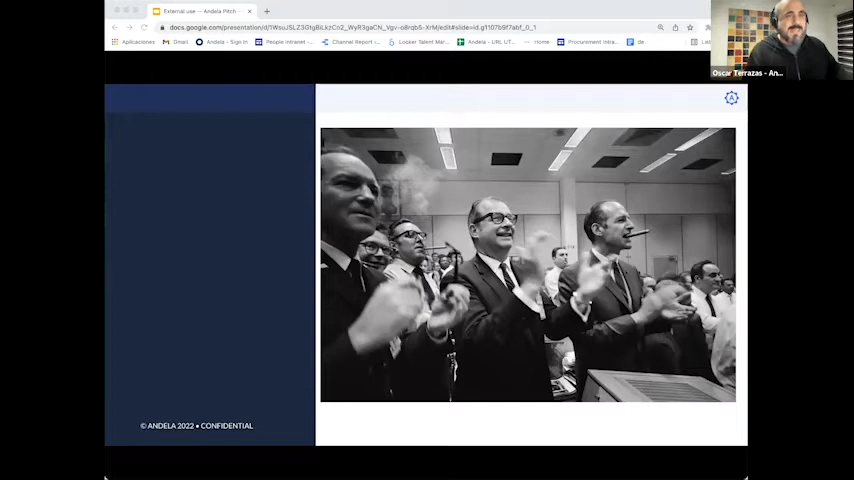 External use — Andela Pitch -
docs.google.com/presentation/d/1WsuJSLZ3GtgBiLkzCn2_WyR3gaCN_Vgv-o8rqb5-XrM/edit#slide=id.g1107b9f7abf_0_1
Aplicaciones
Gmail
Andela - Sign In
People Intranet -...
Channel Report i...
Looker Talent Mar...
Andela - URL UT...
Home
Procurement Intra...
de
Lis
Oscar Terrazas - An...
A
© ANDELA 2022 • CONFIDENTIAL